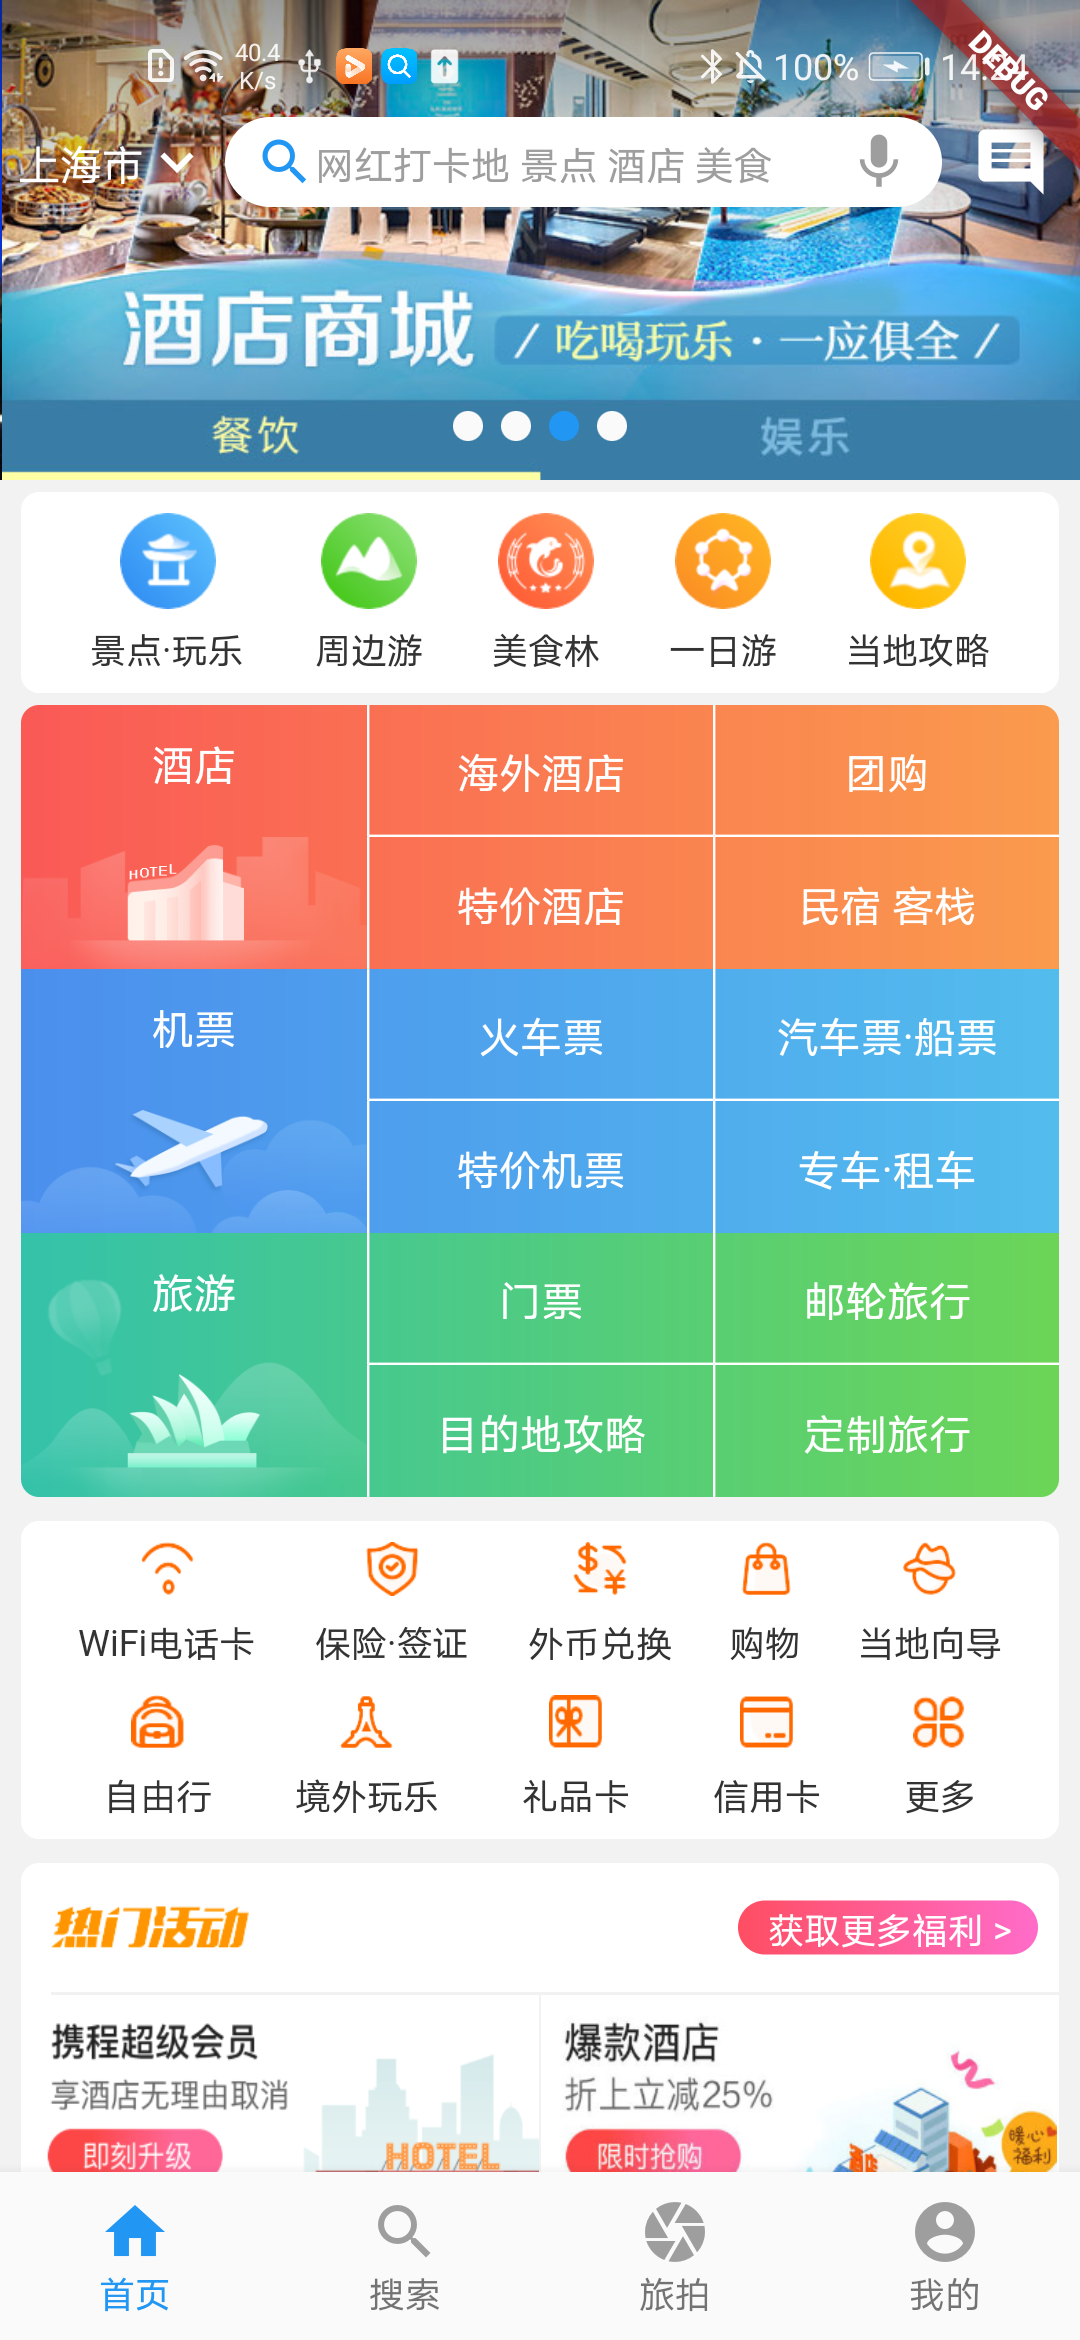 40.4
K/s
100%
DEBUG
上海市
网红打卡地 景点 酒店 美食
酒店商城
/ 吃喝玩乐·一应俱全 /
餐饮
娱乐
景点·玩乐
周边游
美食林
一日游
当地攻略
酒店
海外酒店
团购
HOTEL
特价酒店
民宿 客栈
机票
火车票
汽车票·船票
特价机票
专车·租车
旅游
门票
邮轮旅行
目的地攻略
定制旅行
WiFi电话卡
保险·签证
外币兑换
购物
当地向导
自由行
境外玩乐
礼品卡
信用卡
更多
热门活动
获取更多福利 >
携程超级会员
享酒店无理由取消
即刻升级
HOTEL
爆款酒店
折上立减25%
限时抢购
暖心
福利
首页
搜索
旅拍
我的